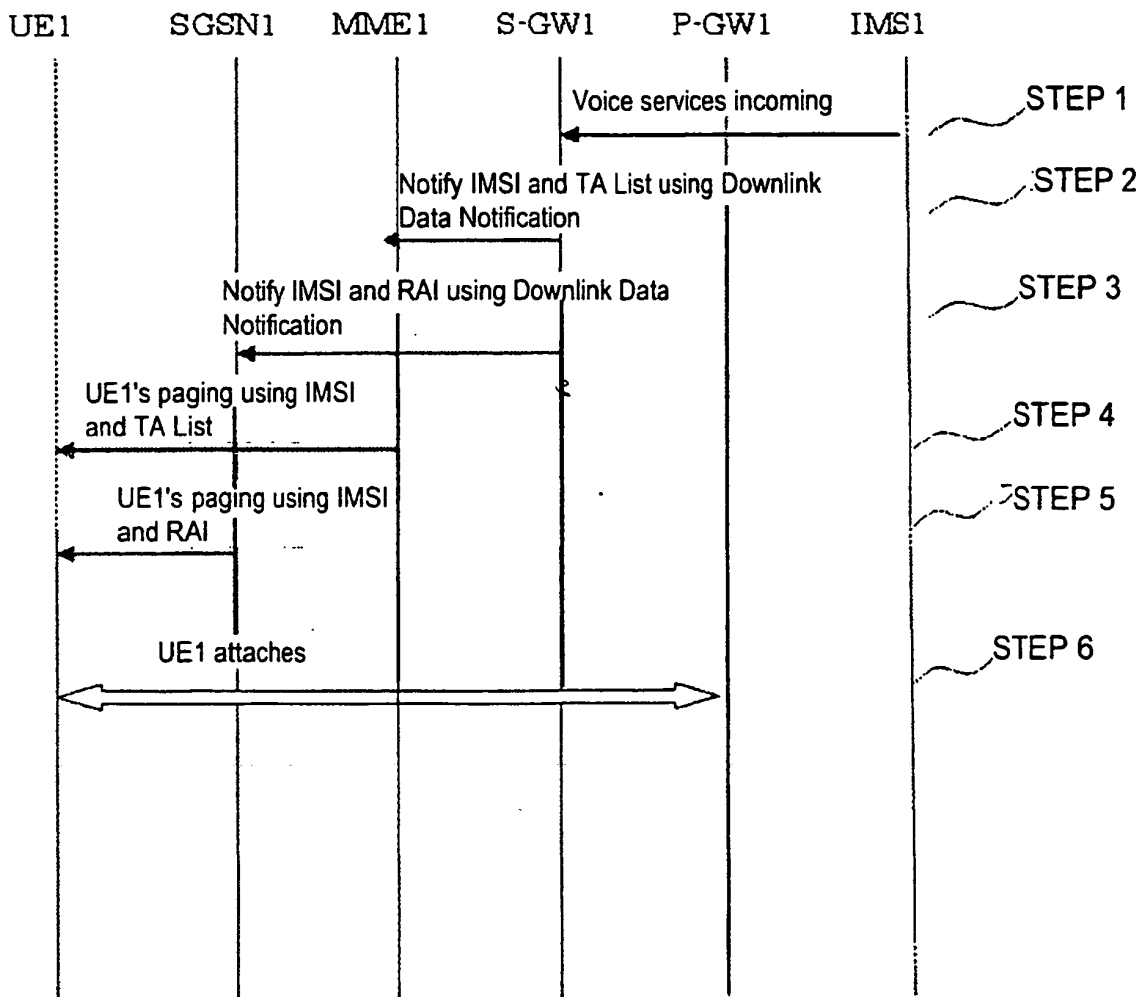 UE1 SGSN1 MME1 S-GW1 P-GW1 IMS1
Voice services incoming
STEP 1
Notify IMSI and TA List using Downlink
Data Notification
STEP 2
Notify IMSI and RAI using Downlink Data
Notification
STEP 3
UE1's paging using IMSI
and TA List
STEP 4
UE1's paging using IMSI
and RAI
STEP 5
UE1 attaches
STEP 6